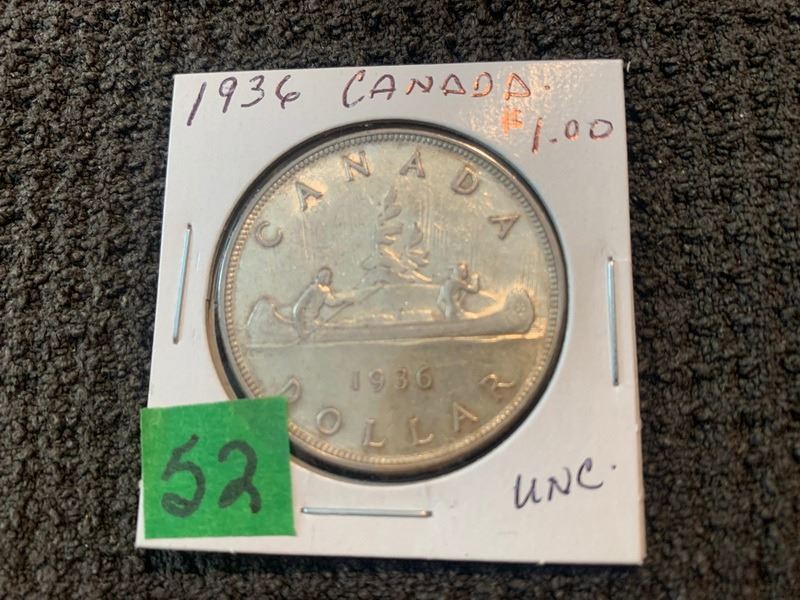 1936 CANADA.
$1.00
CANADA
1936
DOLLAR
52
UNC.